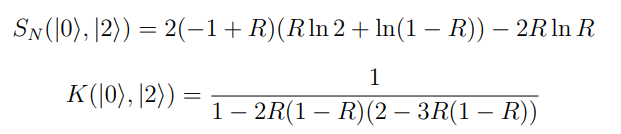 S_N(|0⟩, |2⟩) = 2(−1 + R)(R ln 2 + ln(1 − R)) − 2R ln R
K(|0⟩, |2⟩) = 1 / (1 − 2R(1 − R)(2 − 3R(1 − R)))